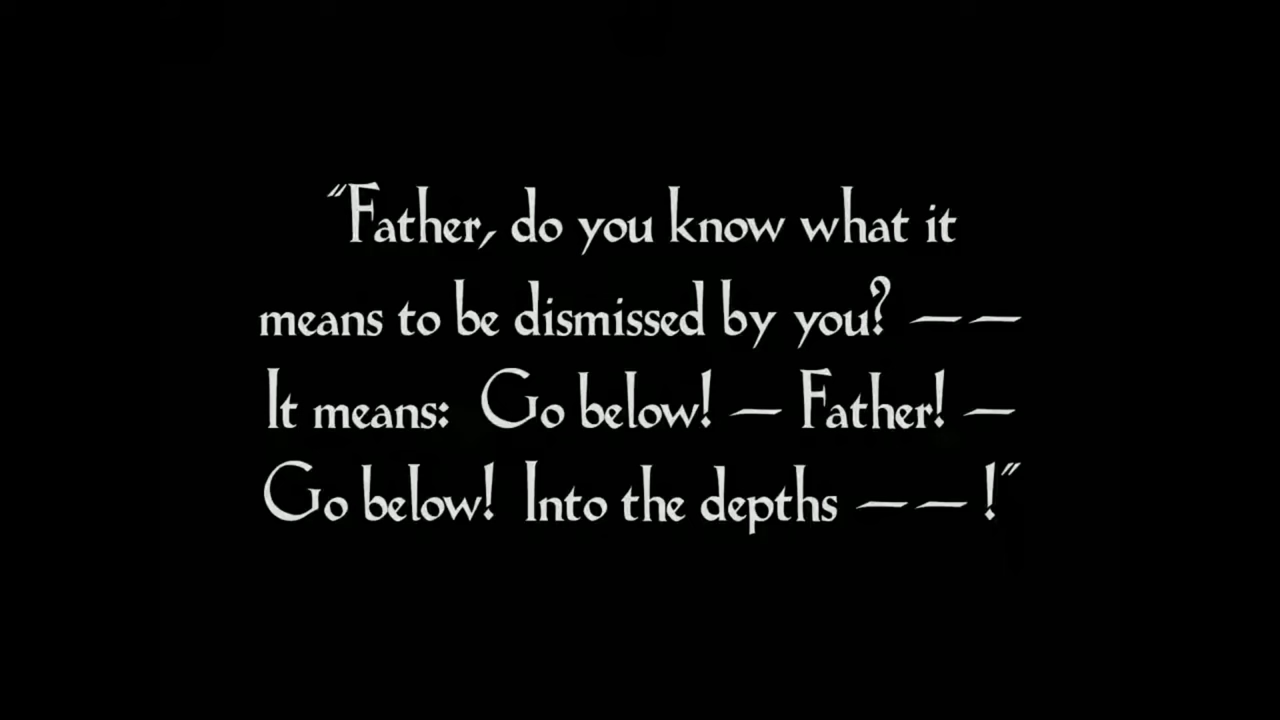 "Father, do you know what it
means to be dismissed by you? — —
It means: Go below! — Father! —
Go below! Into the depths — — !"